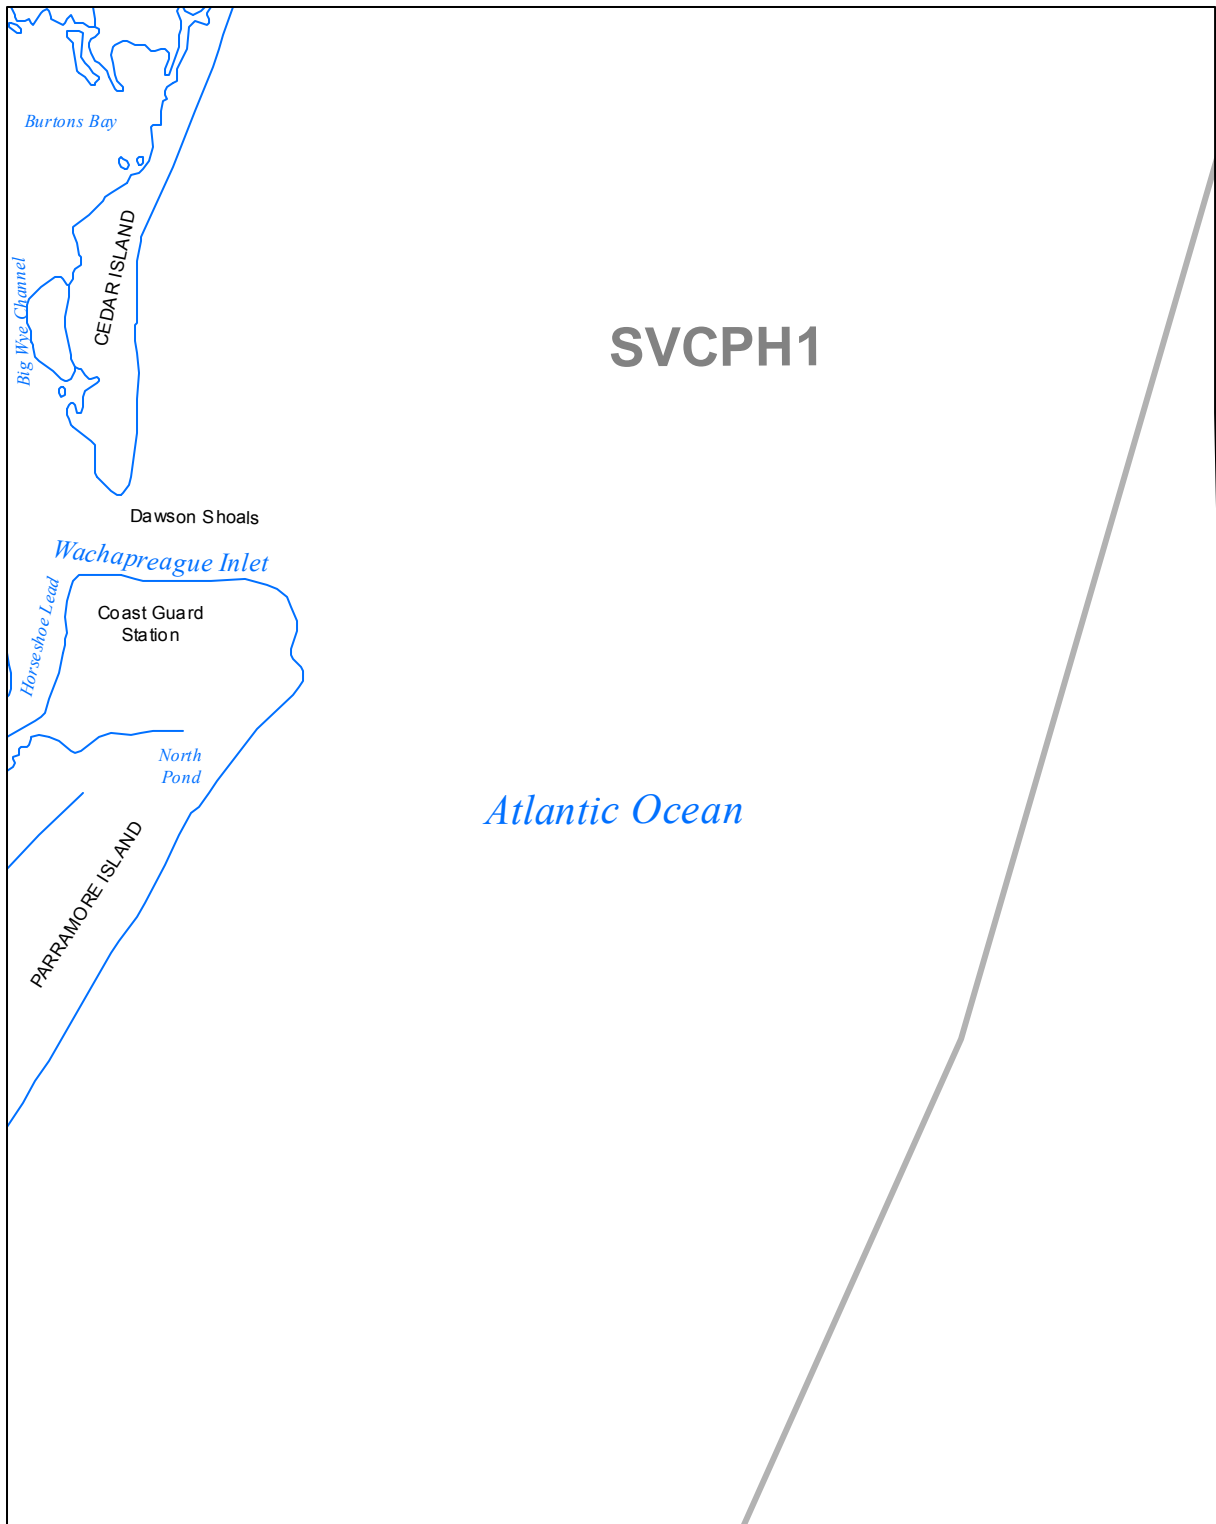 Burtons Bay
CEDAR ISLAND
Big Wye Channel
SVCPH1
Dawson Shoals
Wachapreague Inlet
Horseshoe Lead
Coast Guard
Station
North
Pond
Atlantic Ocean
PARRAMORE ISLAND